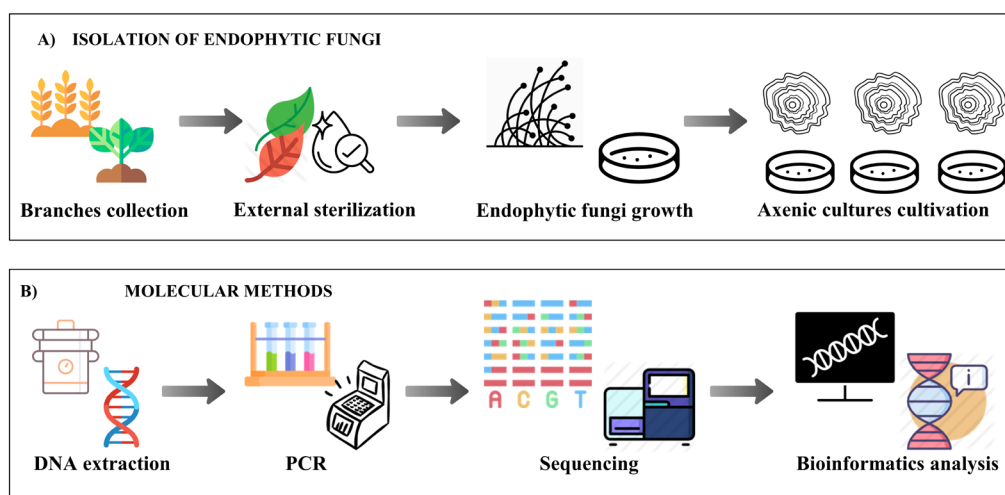 A) ISOLATION OF ENDOPHYTIC FUNGI
Branches collection
External sterilization
Endophytic fungi growth
Axenic cultures cultivation
B) MOLECULAR METHODS
A C G T
i
DNA extraction
PCR
Sequencing
Bioinformatics analysis